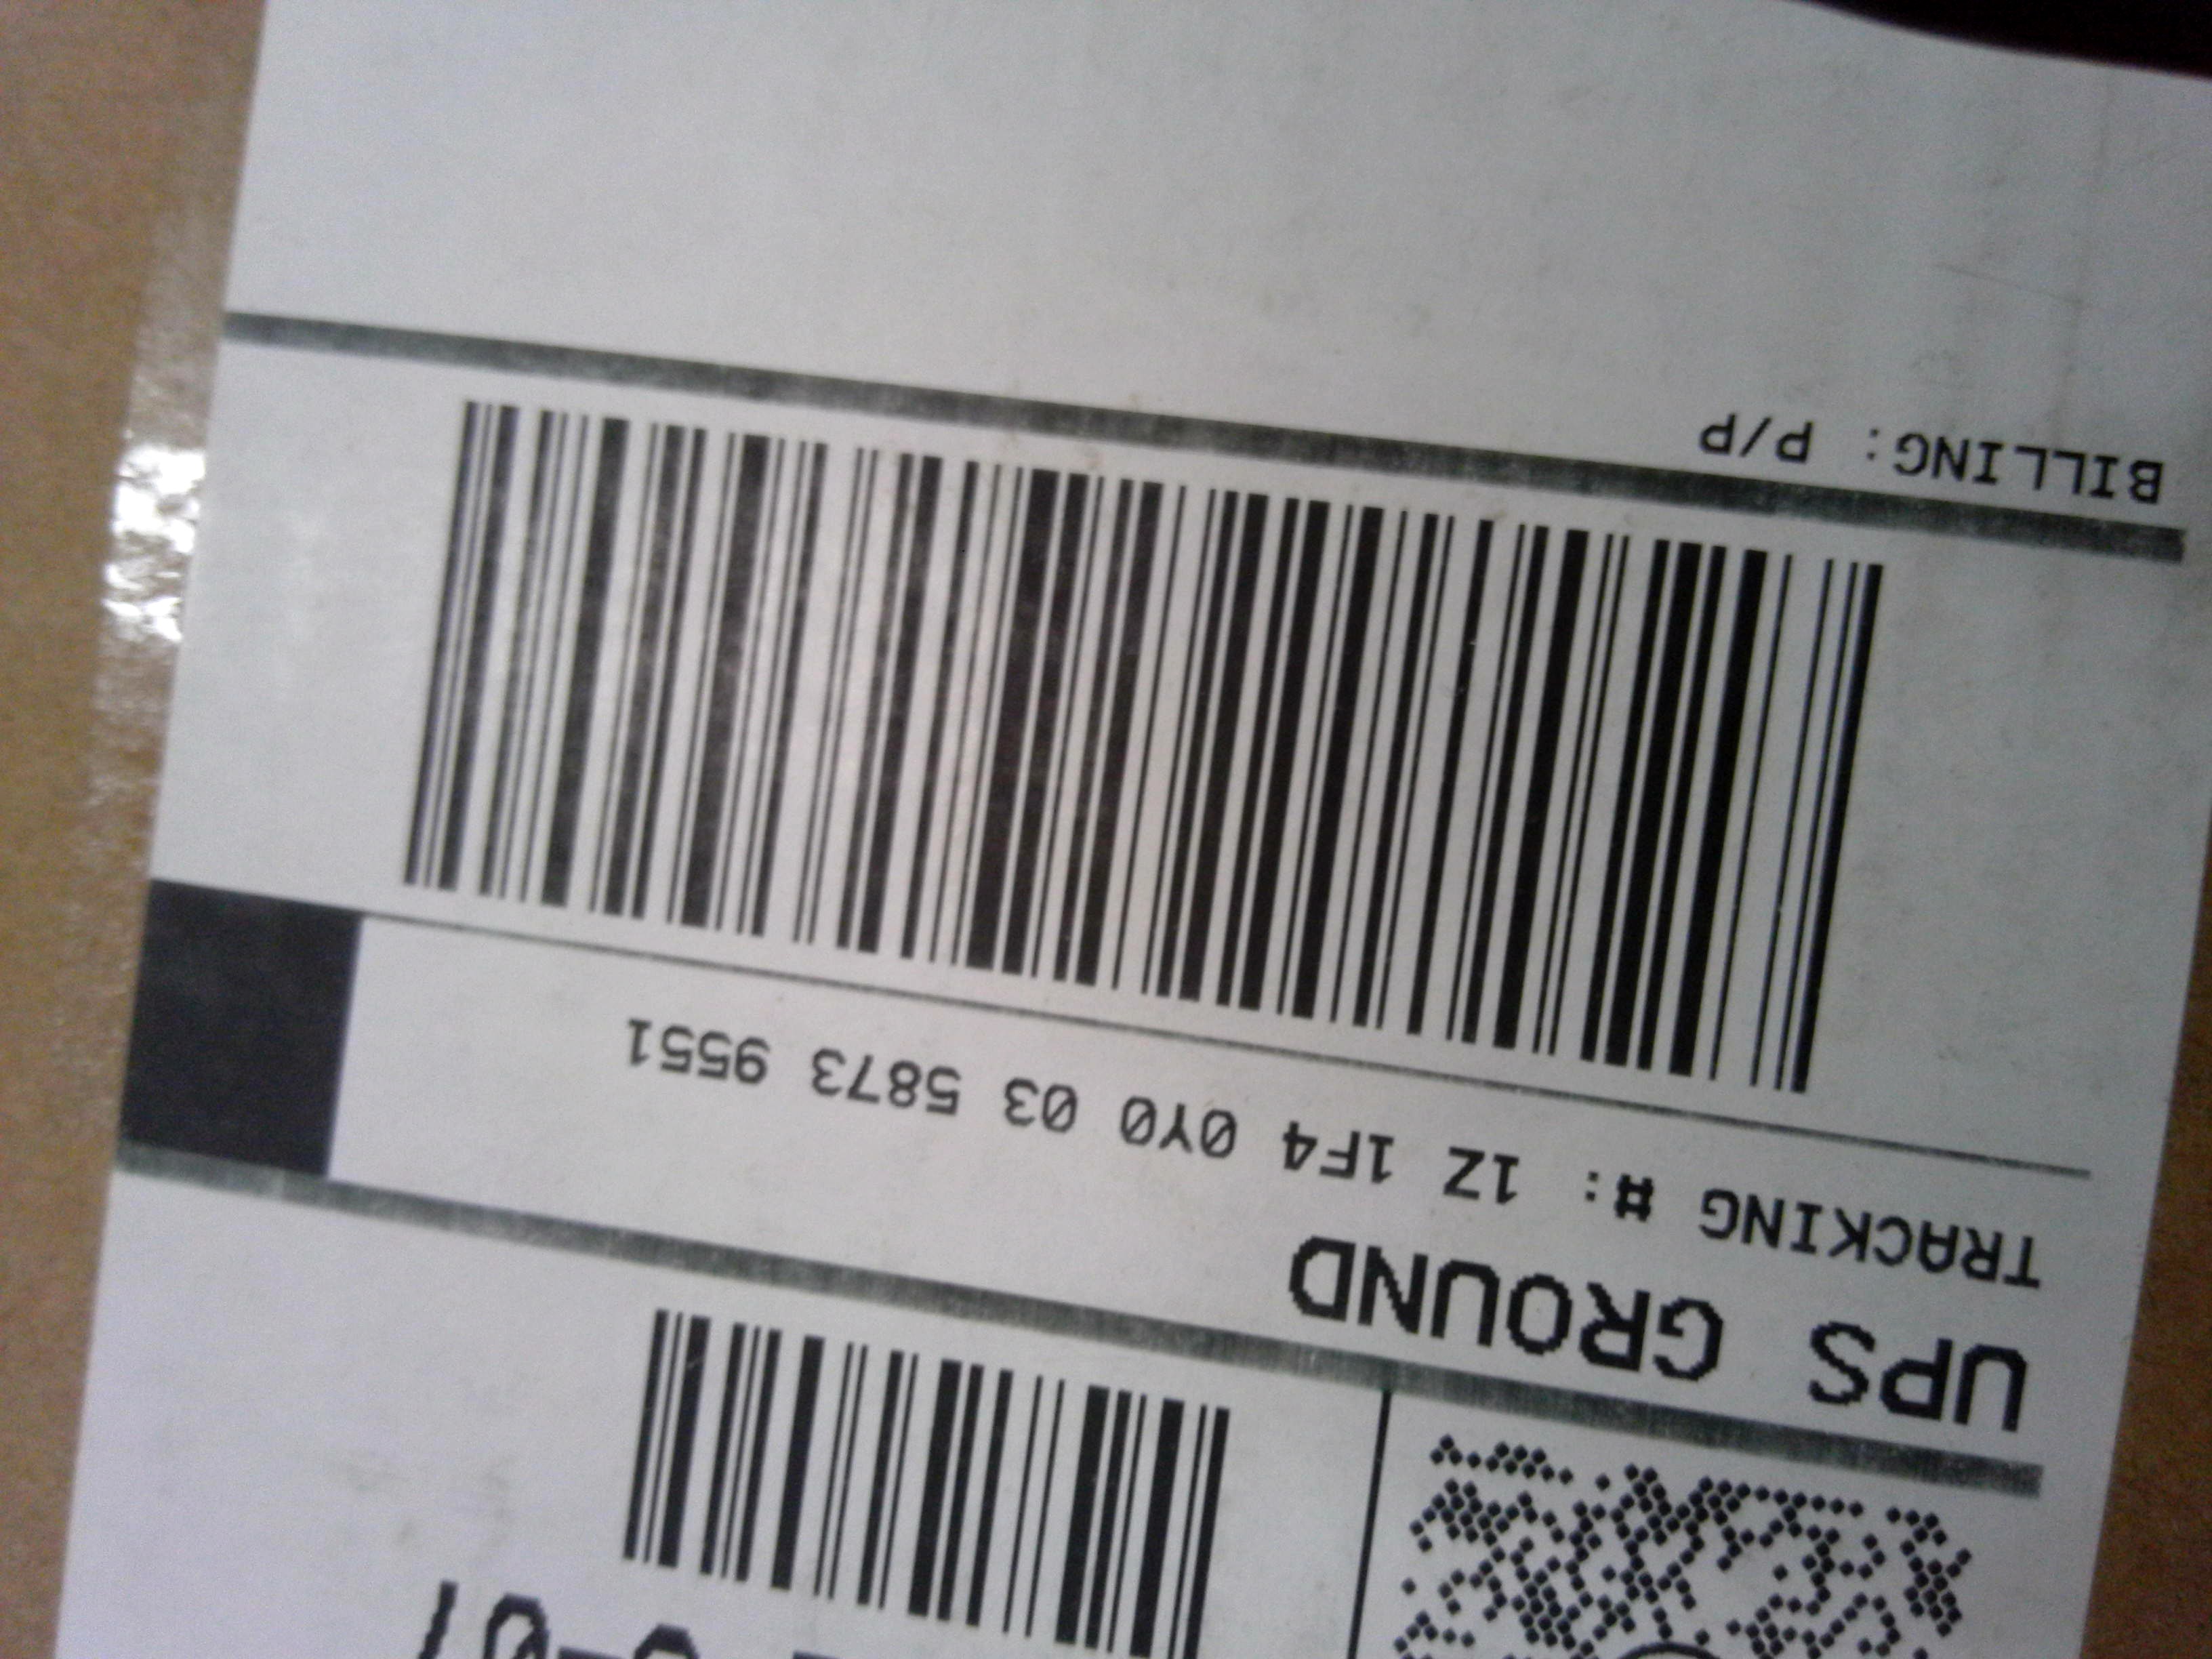 UPS GROUND
TRACKING #: 1Z 1F4 0Y0 03 5873 9551
BILLING: P/P